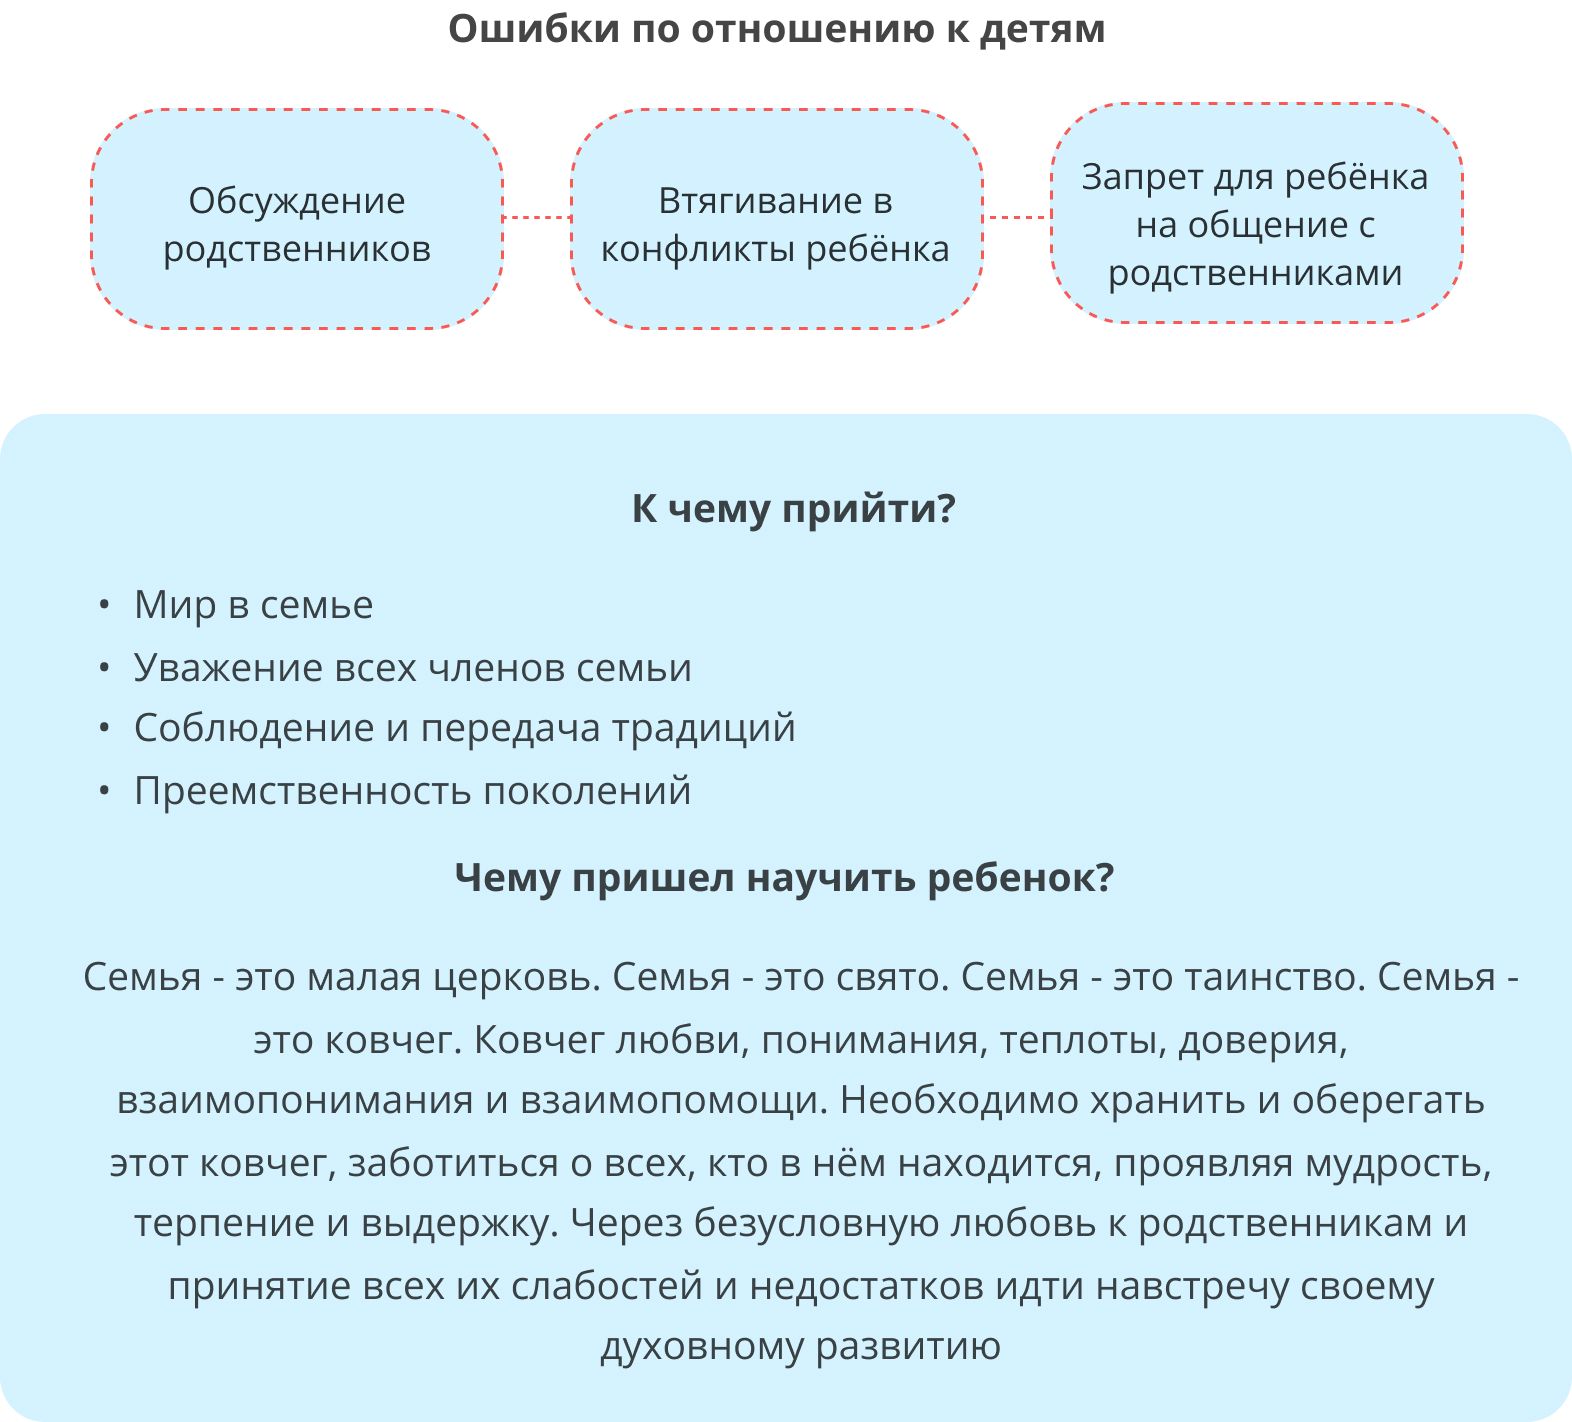 Ошибки по отношению к детям
Обсуждение
родственников
Втягивание в
конфликты ребёнка
Запрет для ребёнка
на общение с
родственниками
К чему прийти?
• Мир в семье
• Уважение всех членов семьи
• Соблюдение и передача традиций
• Преемственность поколений
Чему пришел научить ребенок?
Семья - это малая церковь. Семья - это свято. Семья - это таинство. Семья -
это ковчег. Ковчег любви, понимания, теплоты, доверия,
взаимопонимания и взаимопомощи. Необходимо хранить и оберегать
этот ковчег, заботиться о всех, кто в нём находится, проявляя мудрость,
терпение и выдержку. Через безусловную любовь к родственникам и
принятие всех их слабостей и недостатков идти навстречу своему
духовному развитию